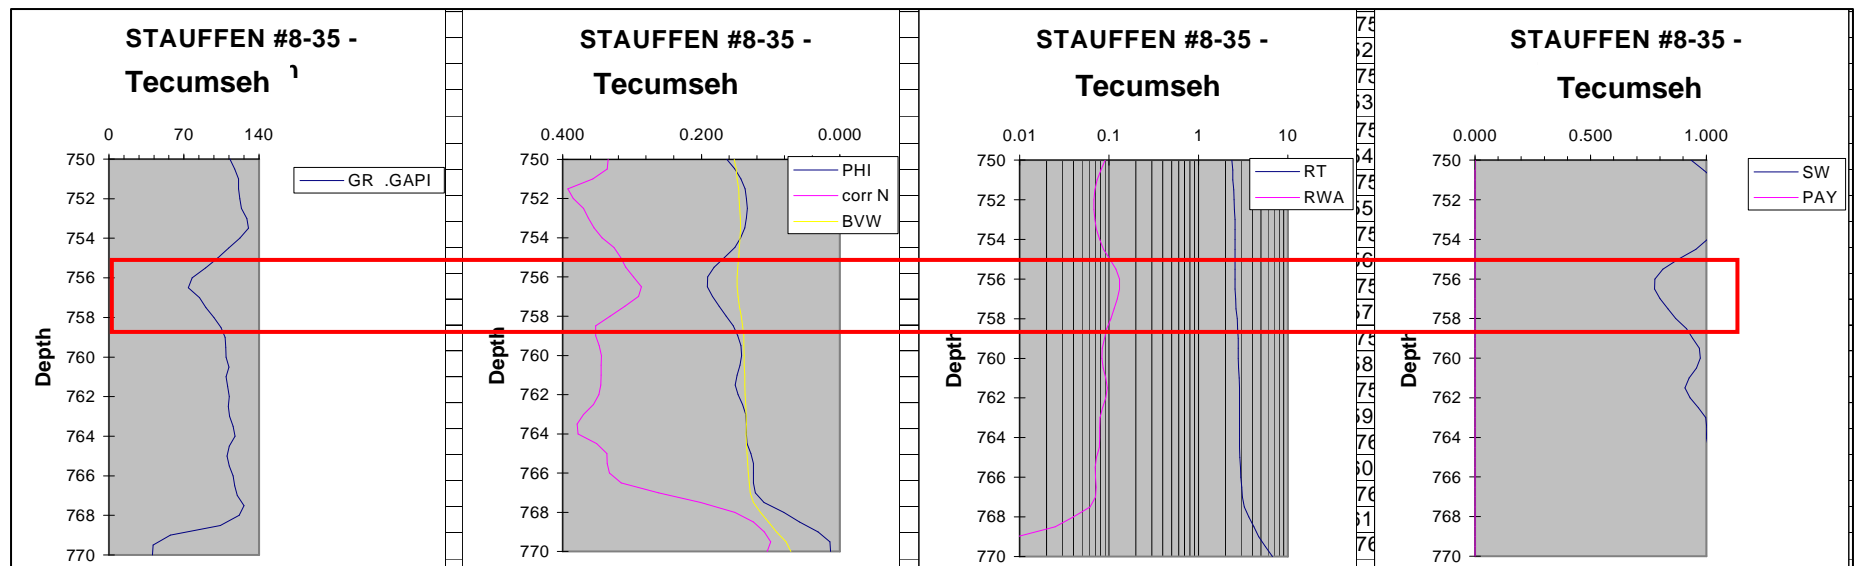 STAUFFEN #8-35 -
Tecumseh
0 70 140
750
752
754
756
758
760
762
764
766
768
770
Depth
GR .GAPI
STAUFFEN #8-35 -
Tecumseh
0.400 0.200 0.000
750
752
754
756
758
760
762
764
766
768
770
Depth
PHI
corr N
BVW
STAUFFEN #8-35 -
Tecumseh
0.01 0.1 1 10
750
752
754
756
758
760
762
764
766
768
770
Depth
RT
RWA
STAUFFEN #8-35 -
Tecumseh
0.000 0.500 1.000
750
752
754
756
758
760
762
764
766
768
770
Depth
SW
PAY